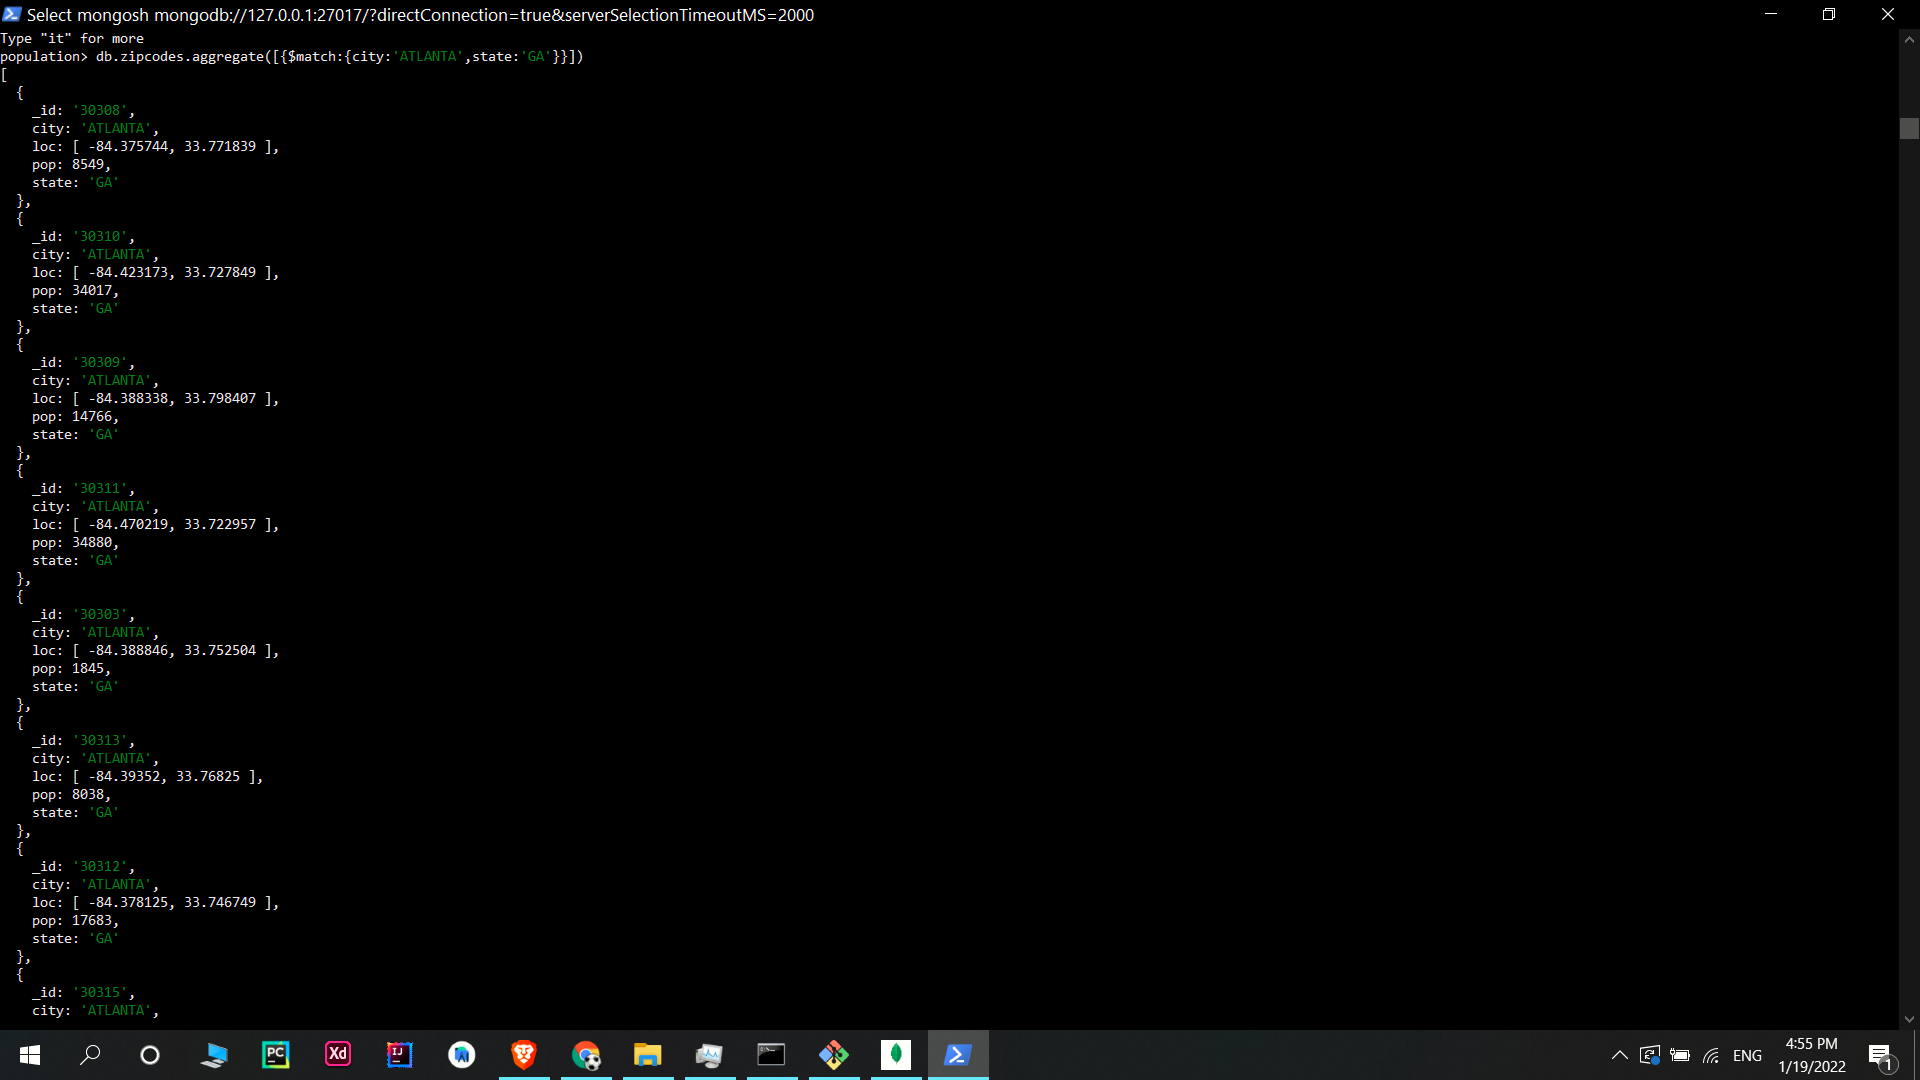 Select mongosh mongodb://127.0.0.1:27017/?directConnection=true&serverSelectionTimeoutMS=2000
Type "it" for more
population> db.zipcodes.aggregate([{$match:{city:'ATLANTA',state:'GA'}}])
[
  {
    _id: '30308',
    city: 'ATLANTA',
    loc: [ -84.375744, 33.771839 ],
    pop: 8549,
    state: 'GA'
  },
  {
    _id: '30310',
    city: 'ATLANTA',
    loc: [ -84.423173, 33.727849 ],
    pop: 34017,
    state: 'GA'
  },
  {
    _id: '30309',
    city: 'ATLANTA',
    loc: [ -84.388338, 33.798407 ],
    pop: 14766,
    state: 'GA'
  },
  {
    _id: '30311',
    city: 'ATLANTA',
    loc: [ -84.470219, 33.722957 ],
    pop: 34880,
    state: 'GA'
  },
  {
    _id: '30303',
    city: 'ATLANTA',
    loc: [ -84.388846, 33.752504 ],
    pop: 1845,
    state: 'GA'
  },
  {
    _id: '30313',
    city: 'ATLANTA',
    loc: [ -84.39352, 33.76825 ],
    pop: 8038,
    state: 'GA'
  },
  {
    _id: '30312',
    city: 'ATLANTA',
    loc: [ -84.378125, 33.746749 ],
    pop: 17683,
    state: 'GA'
  },
  {
    _id: '30315',
    city: 'ATLANTA',
PC
Xd
IJ
ENG
4:55 PM
1/19/2022
1